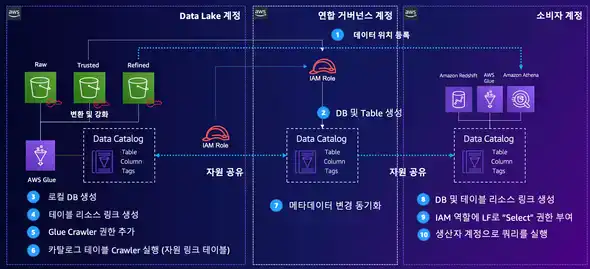 aws
Data Lake 계정
aws
연합 거버넌스 계정
aws
소비자 계정
Raw
Trusted
Refined
1 데이터 위치 등록
IAM Role
Amazon Redshift
AWS
Glue
Amazon Athena
변환 및 강화
2 DB 및 Table 생성
IAM Role
AWS Glue
Data Catalog
Table
Column
Tags
Data Catalog
Table
Column
Tags
Data Catalog
Table
Column
Tags
자원 공유
자원 공유
3 로컬 DB 생성
4 테이블 리소스 링크 생성
5 Glue Crawler 권한 추가
6 카탈로그 테이블 Crawler 실행 (자원 링크 테이블)
7 메타데이터 변경 동기화
8 DB 및 테이블 리소스 링크 생성
9 IAM 역할에 LF로 "Select" 권한 부여
10 생산자 계정으로 쿼리를 실행